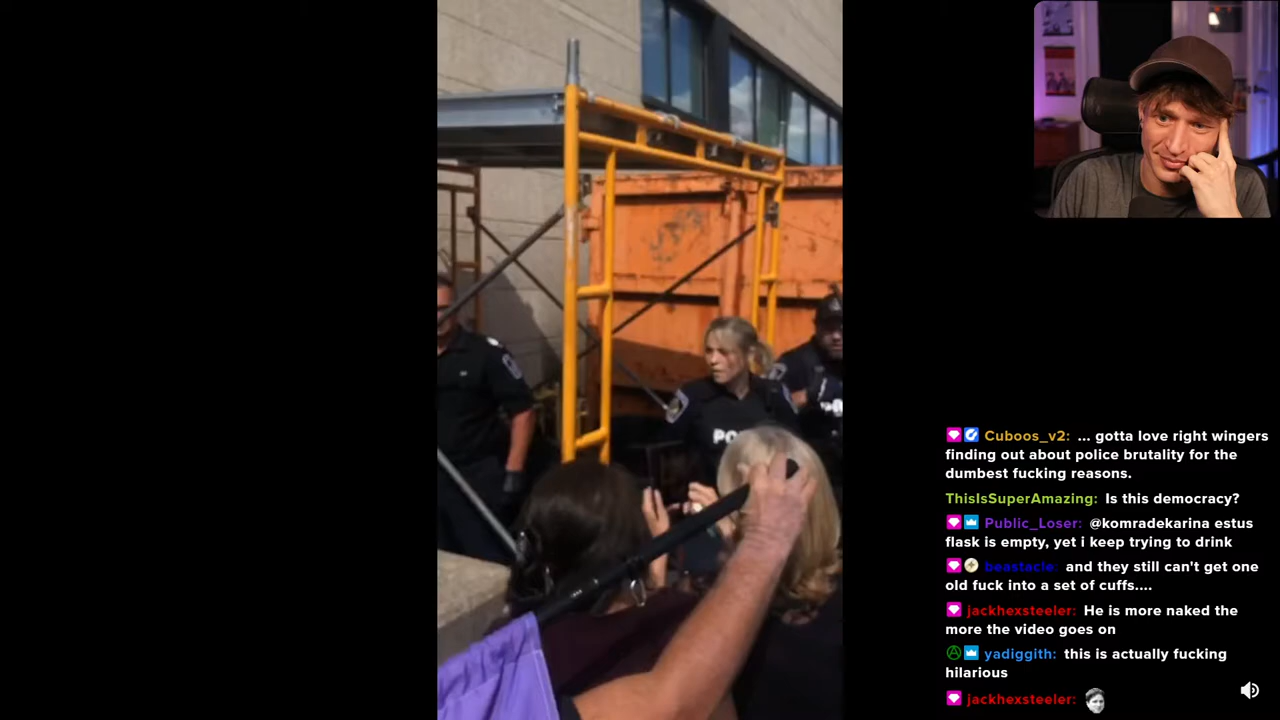 PO
Cuboos_v2: ... gotta love right wingers
finding out about police brutality for the
dumbest fucking reasons.
ThisIsSuperAmazing: Is this democracy?
Public_Loser: @komradekarina estus
flask is empty, yet i keep trying to drink
beastacle: and they still can't get one
old fuck into a set of cuffs....
jackhexsteeler: He is more naked the
more the video goes on
yadiggith: this is actually fucking
hilarious
jackhexsteeler: